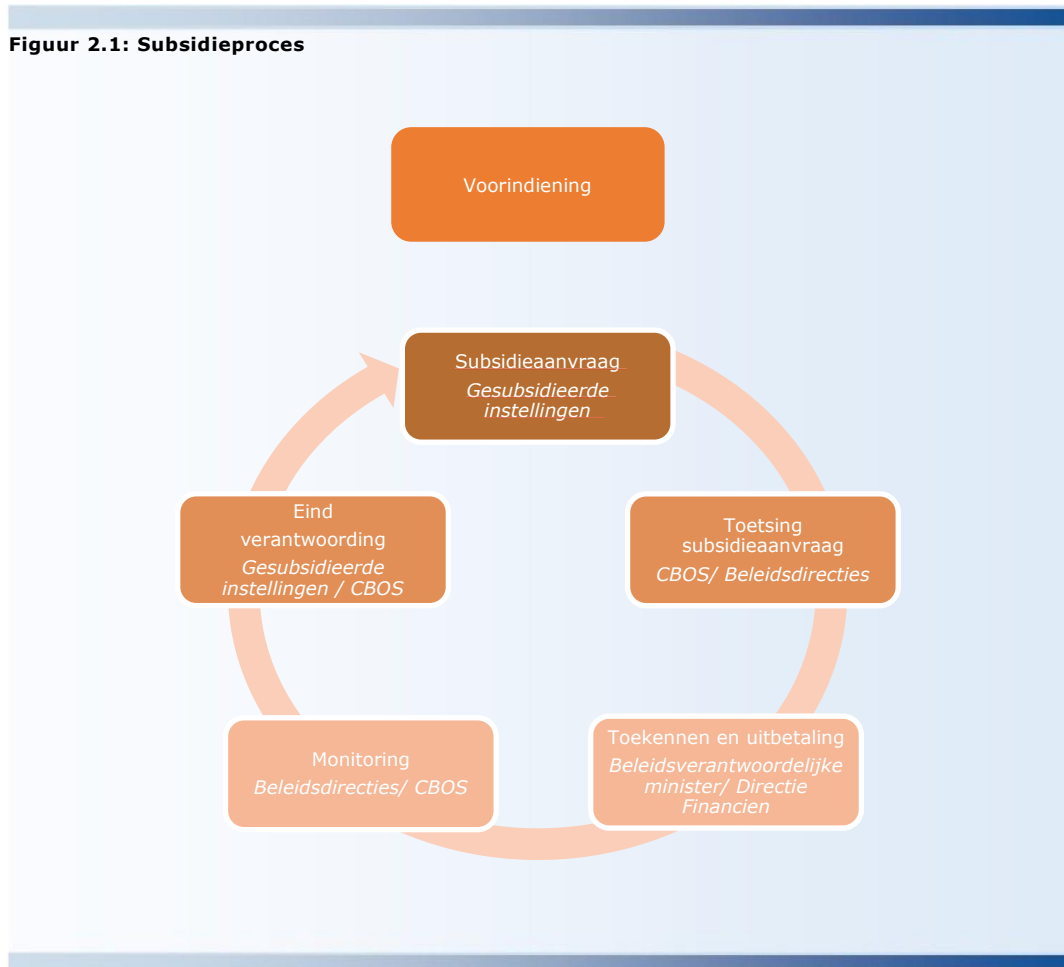 Figuur 2.1: Subsidieproces
Voorindiening
Subsidieaanvraag
Gesubsidieerde
instellingen
Toetsing
subsidieaanvraag
CBOS/ Beleidsdirecties
Toekennen en uitbetaling
Beleidsverantwoordelijke
minister/ Directie
Financien
Monitoring
Beleidsdirecties/ CBOS
Eind
verantwoording
Gesubsidieerde
instellingen / CBOS